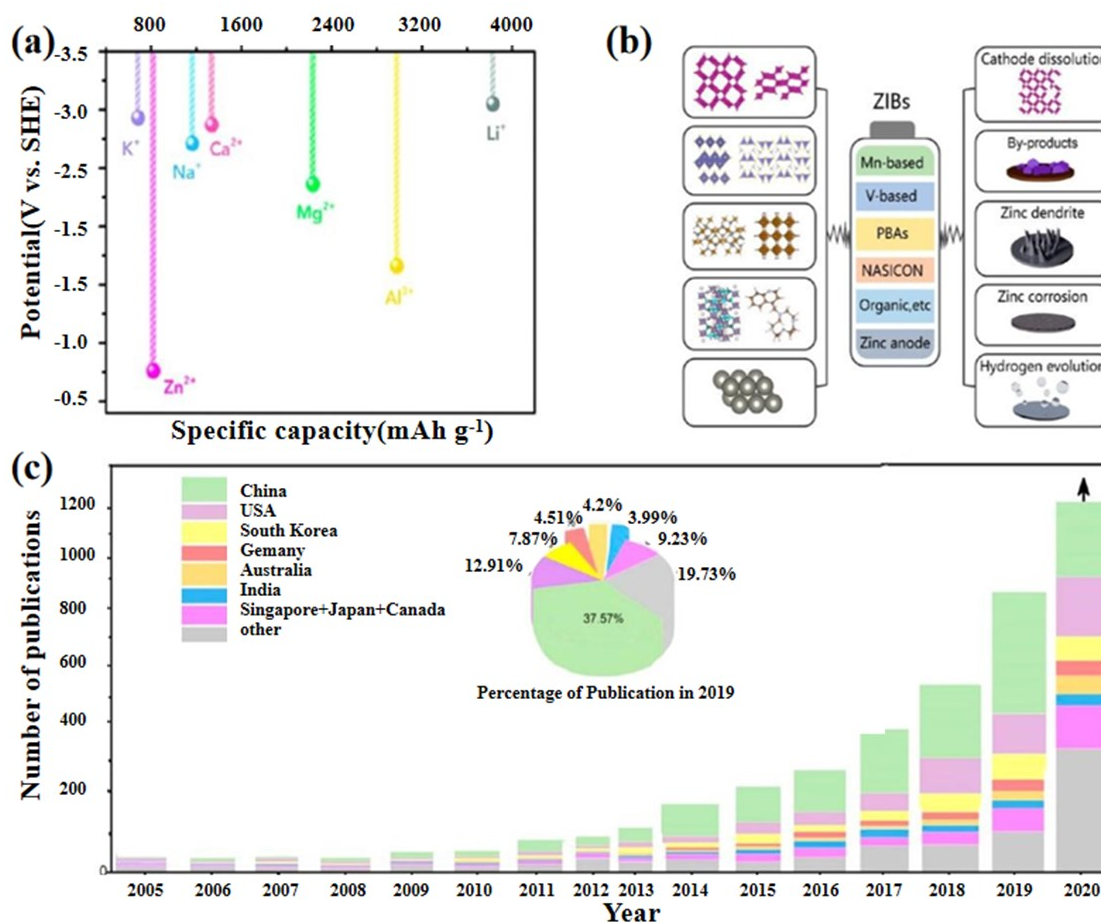 (a)
800 1600 2400 3200 4000
-3.5
-3.0
-2.5
-1.5
-1.5
-1.0
-0.5
Potential(V vs. SHE)
K⁺
Zn²⁺
Na⁺
Ca²⁺
Mg²⁺
Al²⁺
Li⁺
Specific capacity(mAh g⁻¹)
(b)
ZIBs
Mn-based
V-based
PBAs
NASICON
Organic,etc
Zinc anode
Cathode dissolution
By-products
Zinc dendrite
Zinc corrosion
Hydrogen evolution
(c)
Number of publications
1200
1000
800
600
400
200
0
China
USA
South Korea
Gemany
Australia
India
Singapore+Japan+Canada
other
4.2%
4.51%
3.99%
7.87%
9.23%
12.91%
19.73%
37.57%
Percentage of Publication in 2019
2005 2006 2007 2008 2009 2010 2011 2012 2013 2014 2015 2016 2017 2018 2019 2020
Year